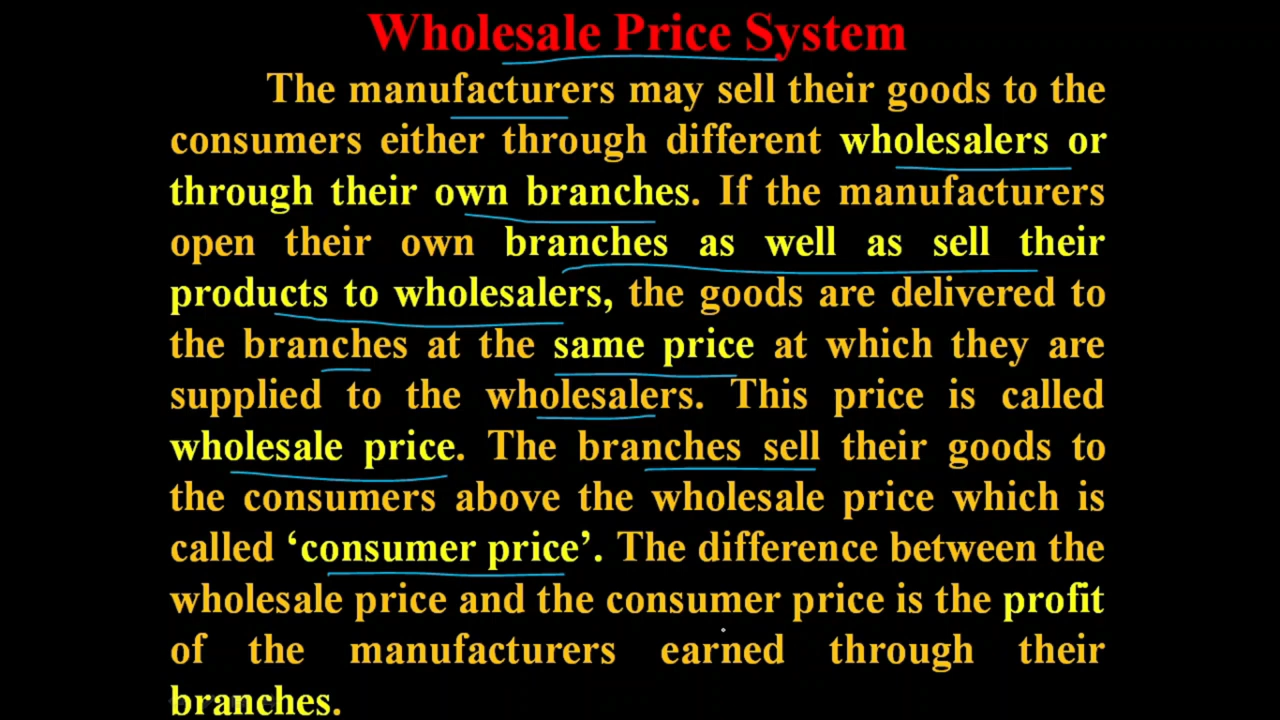 Wholesale Price System
The manufacturers may sell their goods to the
consumers either through different wholesalers or
through their own branches. If the manufacturers
open their own branches as well as sell their
products to wholesalers, the goods are delivered to
the branches at the same price at which they are
supplied to the wholesalers. This price is called
wholesale price. The branches sell their goods to
the consumers above the wholesale price which is
called ‘consumer price’. The difference between the
wholesale price and the consumer price is the profit
of the manufacturers earned through their
branches.